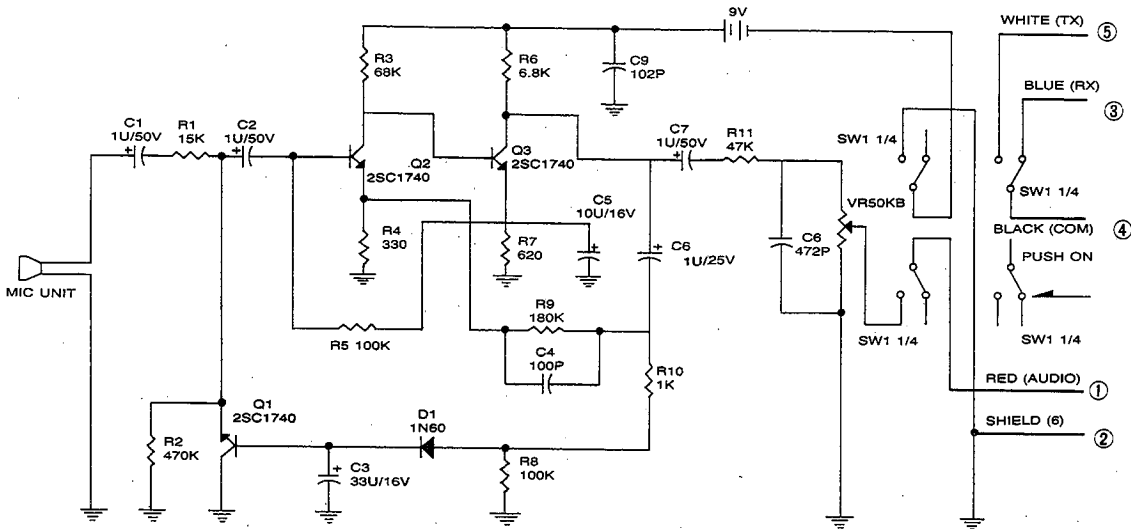 9V
WHITE (TX)
5
R3
68K
R6
6.8K
C9
102P
BLUE (RX)
3
C1
1U/50V
R1
15K
C2
1U/50V
C7
1U/50V
R11
47K
SW1 1/4
Q2
2SC1740
Q3
2SC1740
SW1 1/4
VR50KB
C5
10U/16V
R4
330
R7
620
C6
1U/25V
C6
472P
BLACK (COM)
4
PUSH ON
MIC UNIT
R9
180K
R5 100K
C4
100P
SW1 1/4
SW1 1/4
R10
1K
RED (AUDIO)
1
Q1
2SC1740
D1
1N60
SHIELD (6)
2
R2
470K
C3
33U/16V
R8
100K